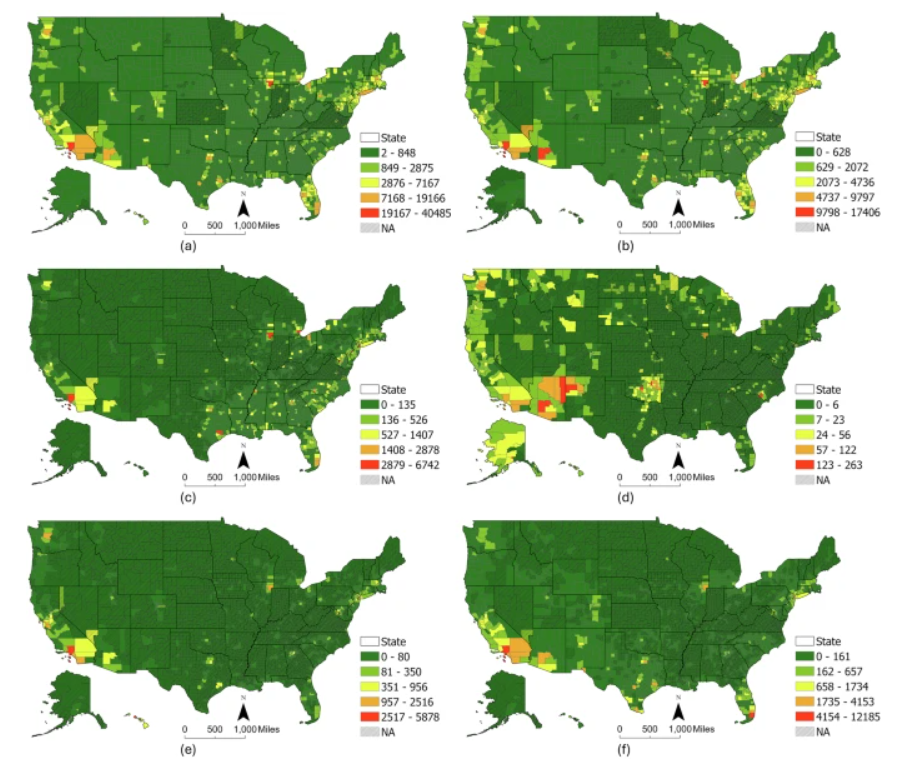 N
State
2 - 848
849 - 2875
2876 - 7167
7168 - 19166
19167 - 40485
NA
0 500 1,000 Miles
(a)
N
State
0 - 628
629 - 2072
2073 - 4736
4737 - 9797
9798 - 17406
NA
0 500 1,000 Miles
(b)
N
State
0 - 135
136 - 526
527 - 1407
1408 - 2878
2879 - 6742
NA
0 500 1,000 Miles
(c)
N
State
0 - 6
7 - 23
24 - 56
57 - 122
123 - 263
NA
0 500 1,000 Miles
(d)
N
State
0 - 80
81 - 350
351 - 956
957 - 2516
2517 - 5878
NA
0 500 1,000 Miles
(e)
N
State
0 - 161
162 - 657
658 - 1734
1735 - 4153
4154 - 12185
NA
0 500 1,000 Miles
(f)